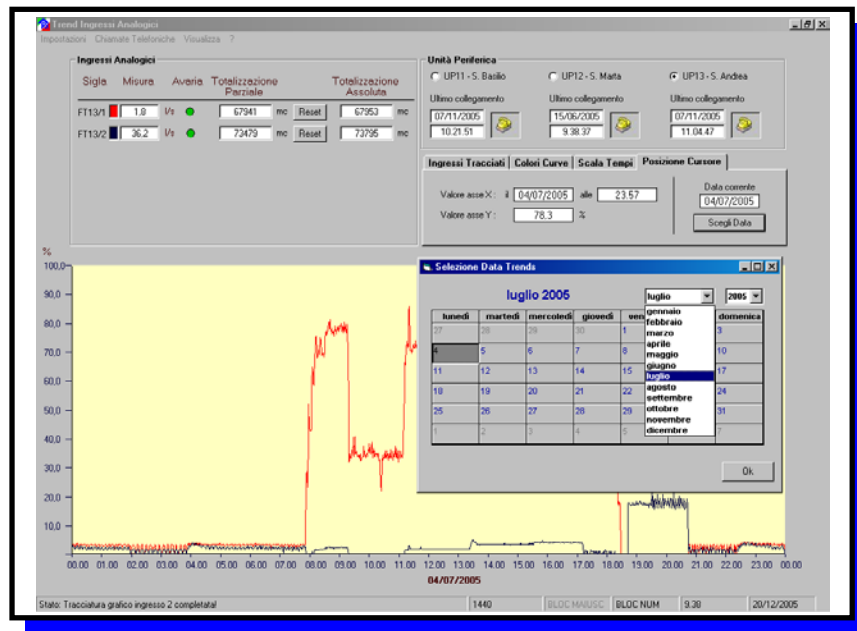 Trend Ingressi Analogici
Impostazioni Chiamate Telefoniche Visualizza ?
Ingressi Analogici
Sigla Misura Avaria Totalizzazione Parziale Totalizzazione Assoluta
FT13/1 1,8 l/s 67941 mc Reset 67953 mc
FT13/2 36,2 l/s 73479 mc Reset 73795 mc
Unità Periferica
UP11 - S. Basilio UP12 - S. Marta UP13 - S. Andrea
Ultimo collegamento Ultimo collegamento Ultimo collegamento
07/11/2005 15/06/2005 07/11/2005
10.21.51 9.38.37 11.04.47
Ingressi Tracciati Colori Curve Scala Tempi Posizione Cursore
Valore asse X : il 04/07/2005 alle 23.57
Valore asse Y : 78.3 %
Data corrente
04/07/2005
Scegli Data
%
100,0
90,0
80,0
70,0
60,0
50,0
40,0
30,0
20,0
10,0
00.00 01.00 02.00 03.00 04.00 05.00 06.00 07.00 08.00 09.00 10.00 11.00 12.00 13.00 14.00 15.00 16.00 17.00 18.00 19.00 20.00 21.00 22.00 23.00 00.00
04/07/2005
Selezione Data Trends
luglio 2005 luglio 2005
lunedì martedì mercoledì giovedì ven domenica
27 28 29 30 1 3
4 5 6 7 8 10
11 12 13 14 15 17
18 19 20 21 22 24
25 26 27 28 29 31
1 2 3 4 5 7
gennaio
febbraio
marzo
aprile
maggio
giugno
luglio
agosto
settembre
ottobre
novembre
dicembre
Ok
Stato: Tracciatura grafico ingresso 2 completata! 1440 BLOC MAIUSC BLOC NUM 9.38 20/12/2005